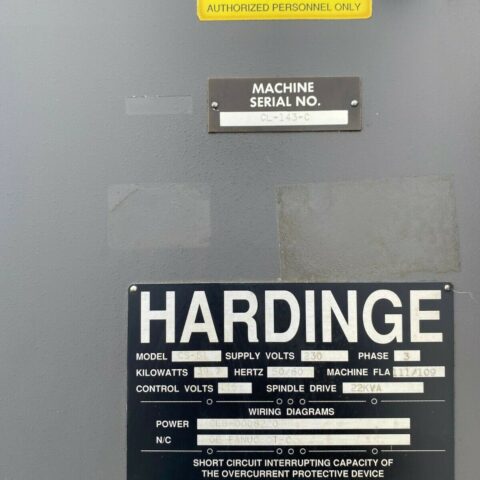 AUTHORIZED PERSONNEL ONLY
MACHINE
SERIAL NO.
CL-143-C
HARDINGE
MODEL SUPPLY VOLTS 230 PHASE 3
KILOWATTS HERTZ 50/60 MACHINE FLA 111/109
CONTROL VOLTS SPINDLE DRIVE 22KVA
WIRING DIAGRAMS
POWER
N/C
SHORT CIRCUIT INTERRUPTING CAPACITY OF
THE OVERCURRENT PROTECTIVE DEVICE